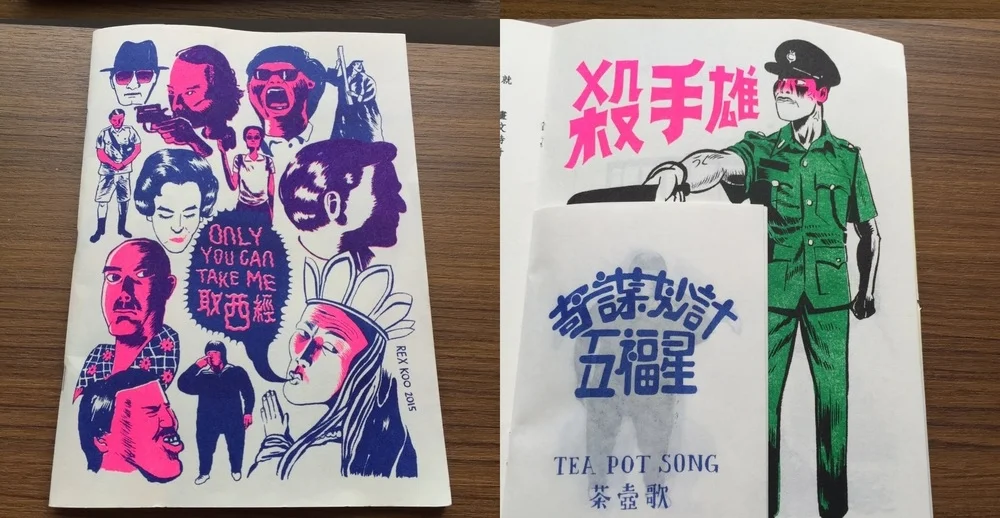 ONLY
YOU CAN
TAKE ME
取西經
REX KOO 2015
殺手雄
奇謀妙計
五福星
TEA POT SONG
茶壺歌